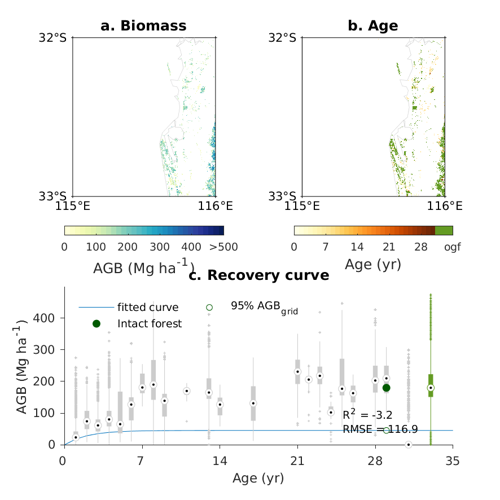 a. Biomass
b. Age
32°S
33°S
115°E
116°E
32°S
33°S
115°E
116°E
0 100 200 300 400 >500
AGB (Mg ha⁻¹)
0 7 14 21 28 ogf
Age (yr)
c. Recovery curve
fitted curve
95% AGB_grid
Intact forest
AGB (Mg ha⁻¹)
400
300
200
100
0
R² = -3.2
RMSE = 116.9
0 7 14 21 28 35
Age (yr)